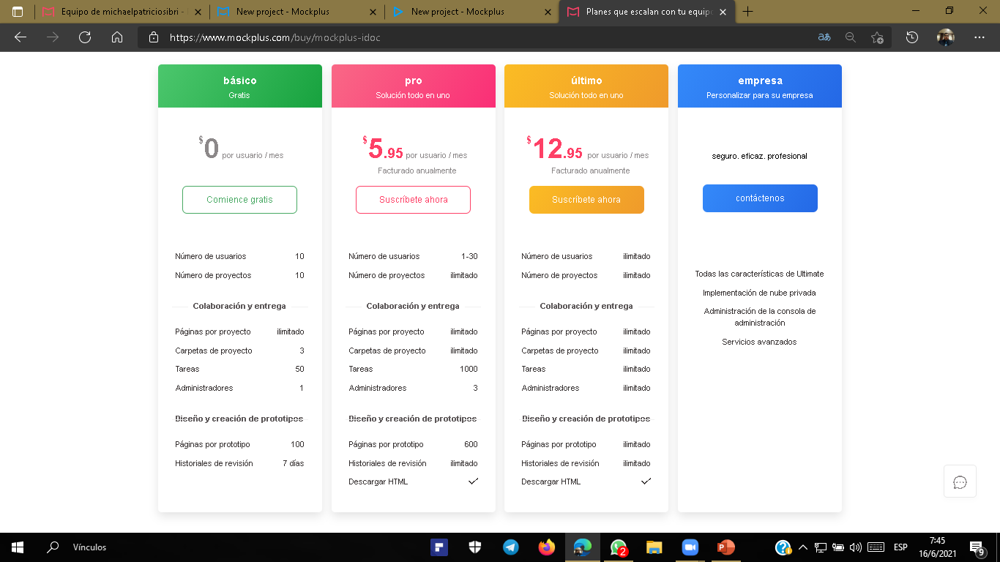 Equipo de michaelpatriciosibri -
New project - Mockplus
New project - Mockplus
Planes que escalan con tu equipo
https://www.mockplus.com/buy/mockplus-idoc
básico
Gratis
$0 por usuario / mes
Comience gratis
Número de usuarios 10
Número de proyectos 10
Colaboración y entrega
Páginas por proyecto ilimitado
Carpetas de proyecto 3
Tareas 50
Administradores 1
Diseño y creación de prototipos
Páginas por prototipo 100
Historiales de revisión 7 días
pro
Solución todo en uno
$5.95 por usuario / mes
Facturado anualmente
Suscríbete ahora
Número de usuarios 1-30
Número de proyectos ilimitado
Colaboración y entrega
Páginas por proyecto ilimitado
Carpetas de proyecto ilimitado
Tareas 1000
Administradores 3
Diseño y creación de prototipos
Páginas por prototipo 600
Historiales de revisión ilimitado
Descargar HTML
último
Solución todo en uno
$12.95 por usuario / mes
Facturado anualmente
Suscríbete ahora
Número de usuarios ilimitado
Número de proyectos ilimitado
Colaboración y entrega
Páginas por proyecto ilimitado
Carpetas de proyecto ilimitado
Tareas ilimitado
Administradores ilimitado
Diseño y creación de prototipos
Páginas por prototipo ilimitado
Historiales de revisión ilimitado
Descargar HTML
empresa
Personalizar para su empresa
seguro. eficaz. profesional
contáctenos
Todas las características de Ultimate
Implementación de nube privada
Administración de la consola de
administración
Servicios avanzados
Vínculos
2
ESP
7:45
16/6/2021
9